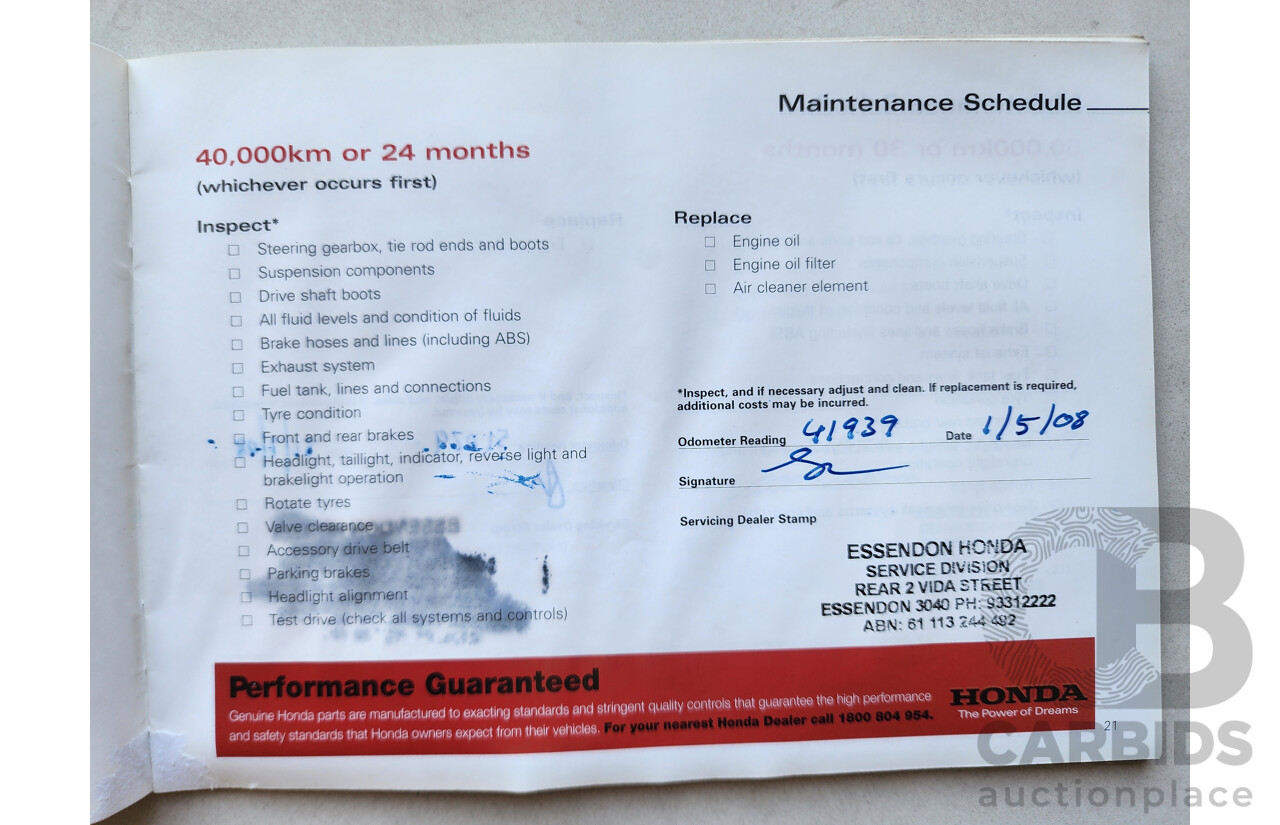 Maintenance Schedule
40,000km or 24 months
(whichever occurs first)
Inspect*
Steering gearbox, tie rod ends and boots
Suspension components
Drive shaft boots
All fluid levels and condition of fluids
Brake hoses and lines (including ABS)
Exhaust system
Fuel tank, lines and connections
Tyre condition
Front and rear brakes
Headlight, taillight, indicator, reverse light and
brakelight operation
Rotate tyres
Valve clearance
Accessory drive belt
Parking brakes
Headlight alignment
Test drive (check all systems and controls)
Replace
Engine oil
Engine oil filter
Air cleaner element
*Inspect, and if necessary adjust and clean. If replacement is required,
additional costs may be incurred.
Odometer Reading 41939 Date 1/5/08
Signature
Servicing Dealer Stamp
ESSENDON HONDA
SERVICE DIVISION
REAR 2 VIDA STREET
ESSENDON 3040 PH: 93312222
ABN: 61 113 244 492
Performance Guaranteed
Genuine Honda parts are manufactured to exacting standards and stringent quality controls that guarantee the high performance
and safety standards that Honda owners expect from their vehicles. For your nearest Honda Dealer call 1800 804 954.
HONDA
The Power of Dreams
21
CARBIDS
auctionplace